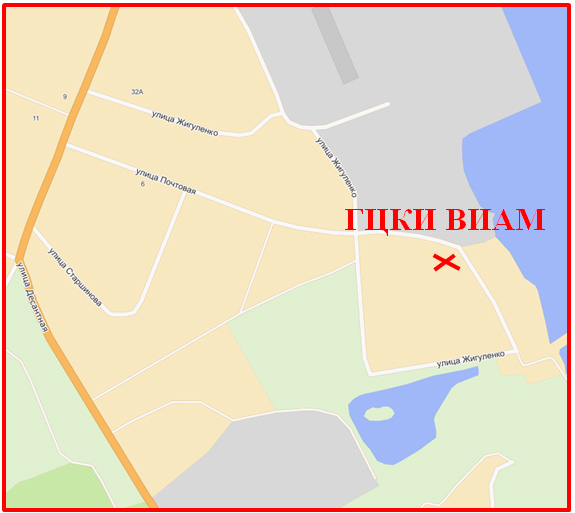 32А
9
11
улица Жигуленко
улица Жигуленко
улица Почтовая
6
ГЦКИ ВИАМ
улица Старшинова
улица Десантная
улица Жигуленко